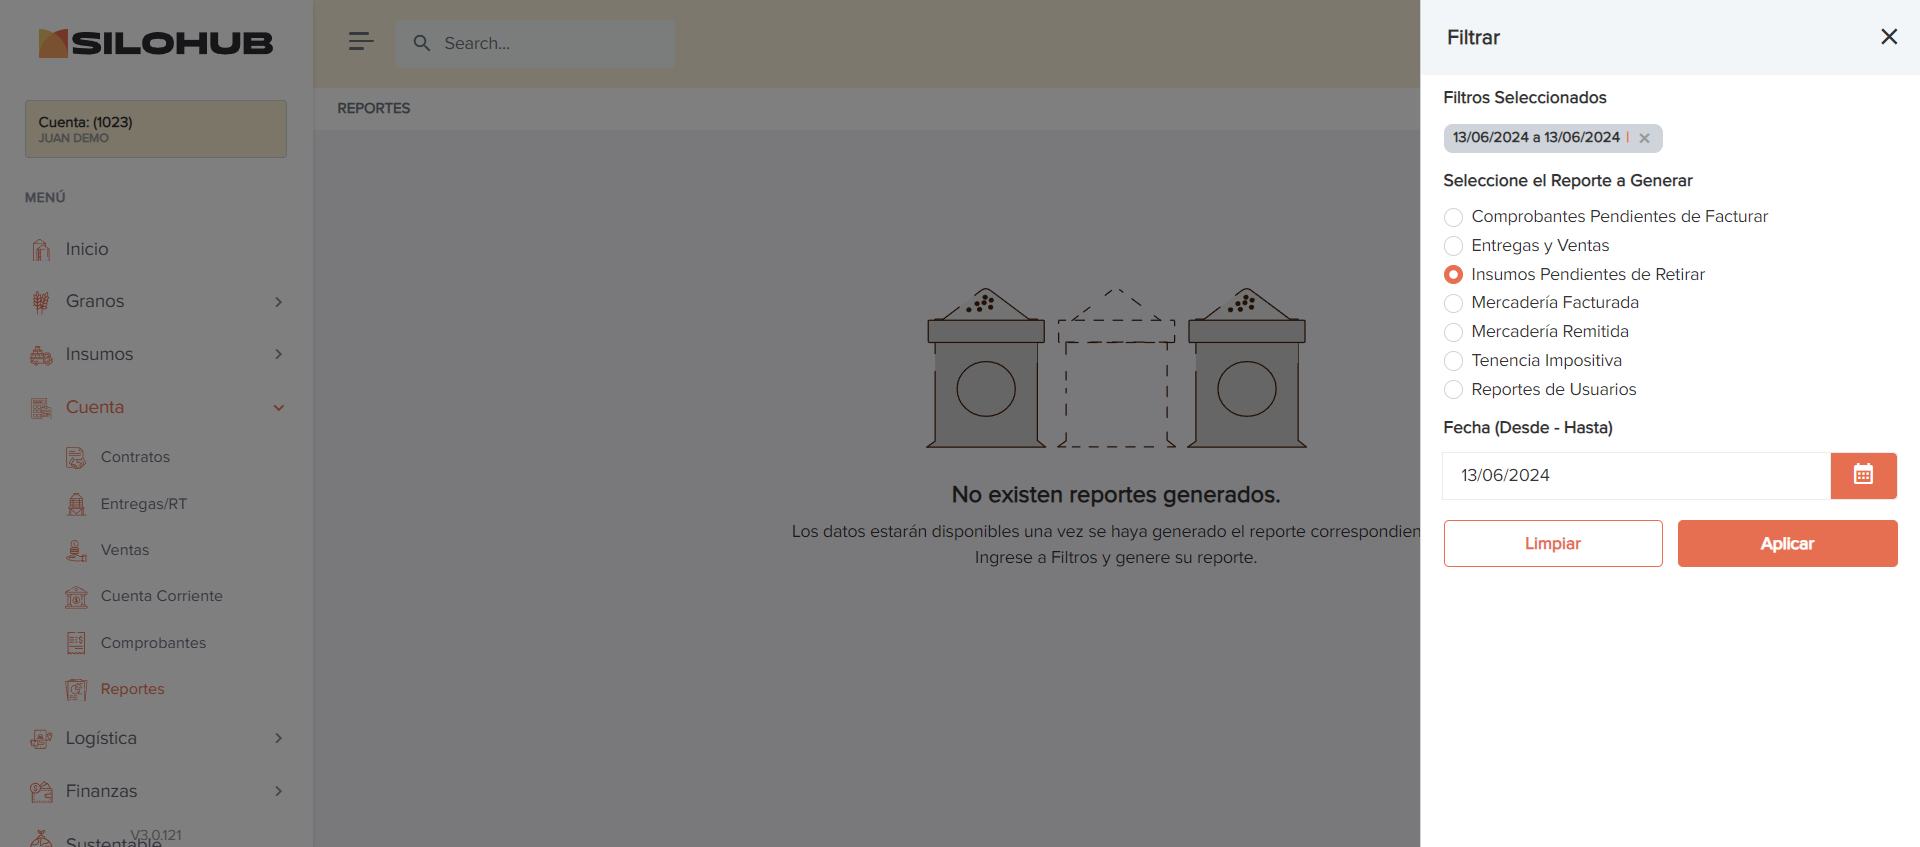 SILOHUB
Cuenta: (1023)
JUAN DEMO
MENÚ
Inicio
Granos
Insumos
Cuenta
Contratos
Entregas/RT
Ventas
Cuenta Corriente
Comprobantes
Reportes
Logística
Finanzas
Sustentable
V3.0.121
Search...
REPORTES
No existen reportes generados.
Los datos estarán disponibles una vez se haya generado el reporte correspondien
Ingrese a Filtros y genere su reporte.
Filtrar
Filtros Seleccionados
13/06/2024 a 13/06/2024 |
Seleccione el Reporte a Generar
Comprobantes Pendientes de Facturar
Entregas y Ventas
Insumos Pendientes de Retirar
Mercadería Facturada
Mercadería Remitida
Tenencia Impositiva
Reportes de Usuarios
Fecha (Desde - Hasta)
13/06/2024
Limpiar
Aplicar